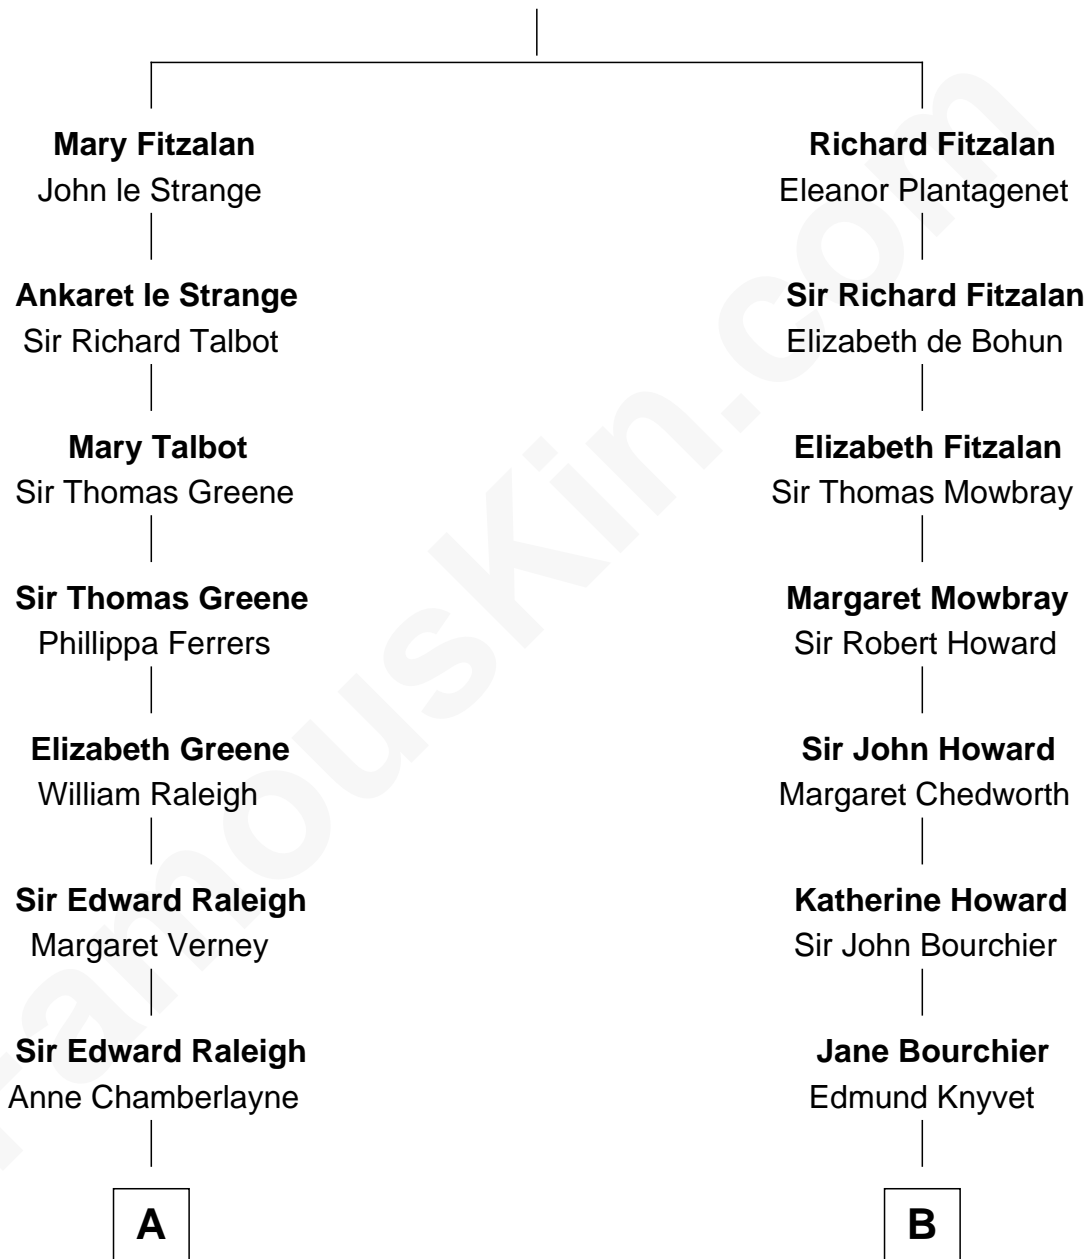 Mary Fitzalan
John le Strange
Richard Fitzalan
Eleanor Plantagenet
Ankaret le Strange
Sir Richard Talbot
Sir Richard Fitzalan
Elizabeth de Bohun
Mary Talbot
Sir Thomas Greene
Elizabeth Fitzalan
Sir Thomas Mowbray
Sir Thomas Greene
Phillippa Ferrers
Margaret Mowbray
Sir Robert Howard
Elizabeth Greene
William Raleigh
Sir John Howard
Margaret Chedworth
Sir Edward Raleigh
Margaret Verney
Katherine Howard
Sir John Bourchier
Sir Edward Raleigh
Anne Chamberlayne
Jane Bourchier
Edmund Knyvet
A
B
FamousKin.com